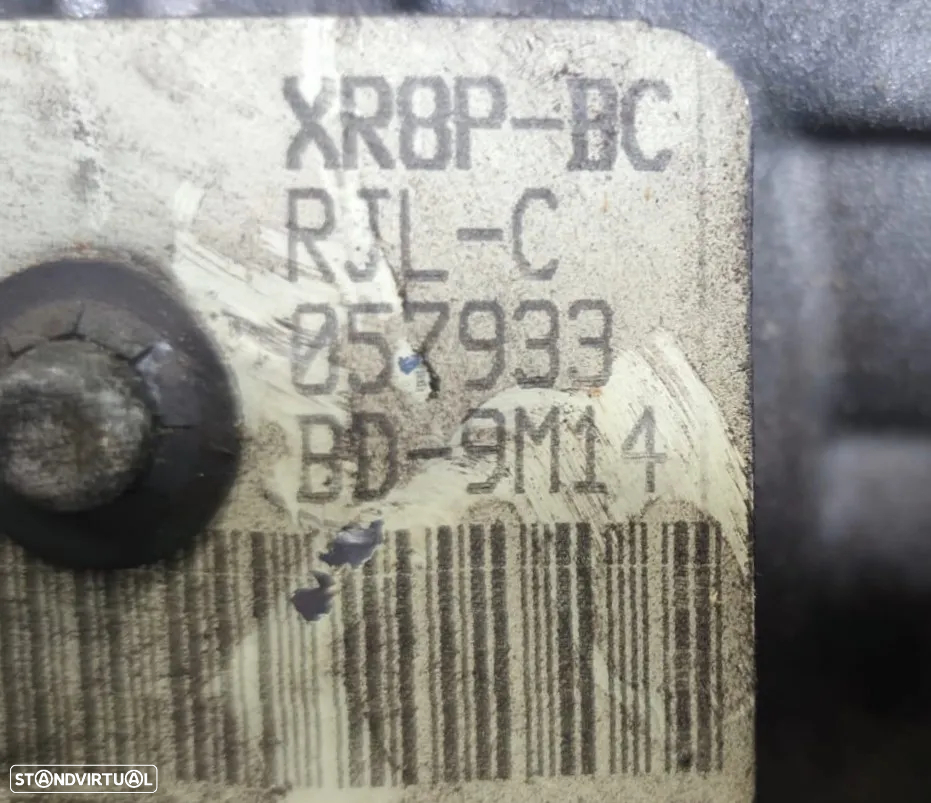 XR8P-BC
RJL-C
057933
BD-9M14
STANDVIRTUAL